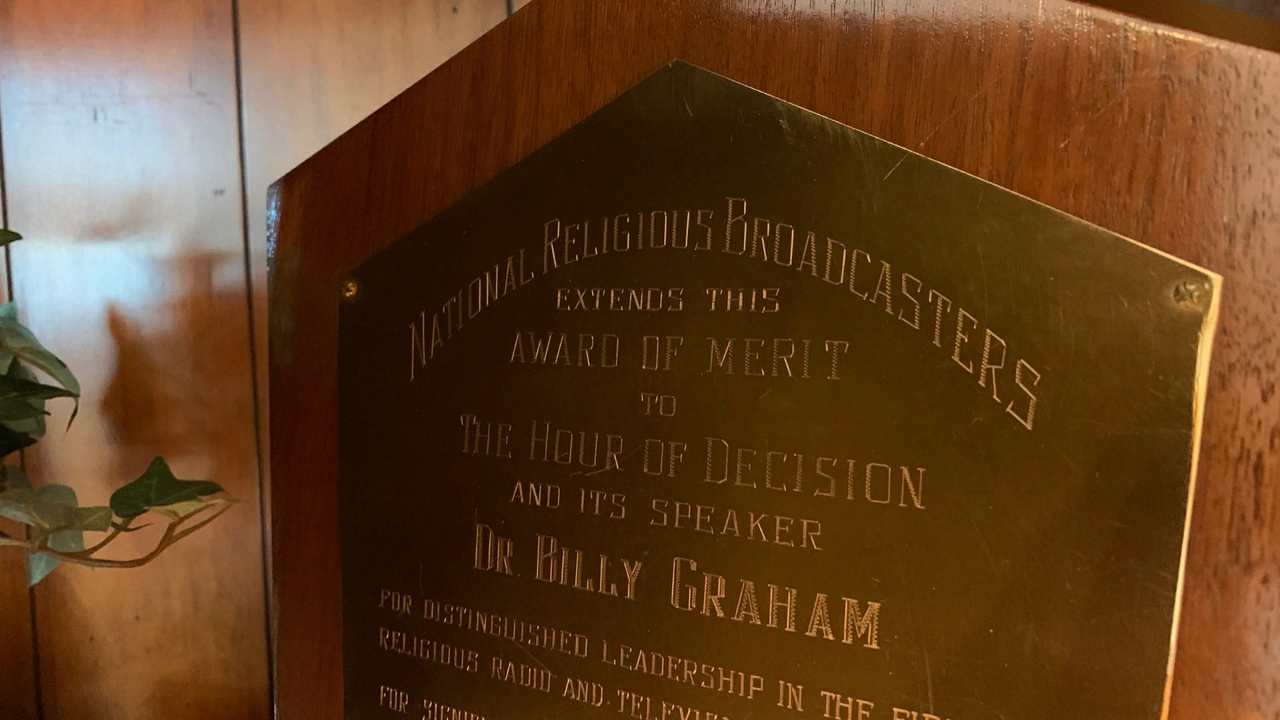 National Religious Broadcasters
EXTENDS THIS
AWARD OF MERIT
TO
The Hour of Decision
AND ITS SPEAKER
Dr. Billy Graham
FOR DISTINGUISHED LEADERSHIP IN THE
RELIGIOUS RADIO AND
FOR